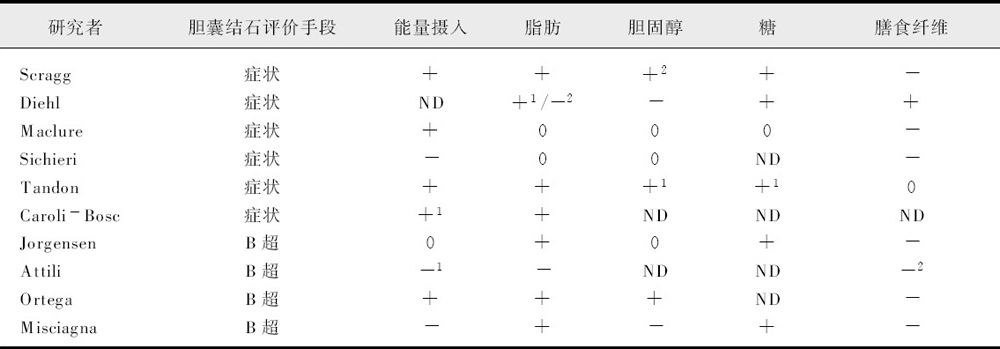 研究者 胆囊结石评价手段 能量摄入 脂肪 胆固醇 糖 膳食纤维
Scragg 症状 + + +2 + −
Diehl 症状 ND +1/−2 − + +
Maclure 症状 + 0 0 0 −
Sichieri 症状 − 0 0 ND −
Tandon 症状 + + +1 +1 0
Caroli−Bosc 症状 +1 + ND ND ND
Jorgensen B 超 0 + 0 + −
Attili B 超 −1 − ND ND −2
Ortega B 超 + + + ND −
Misciagna B 超 − + − + −